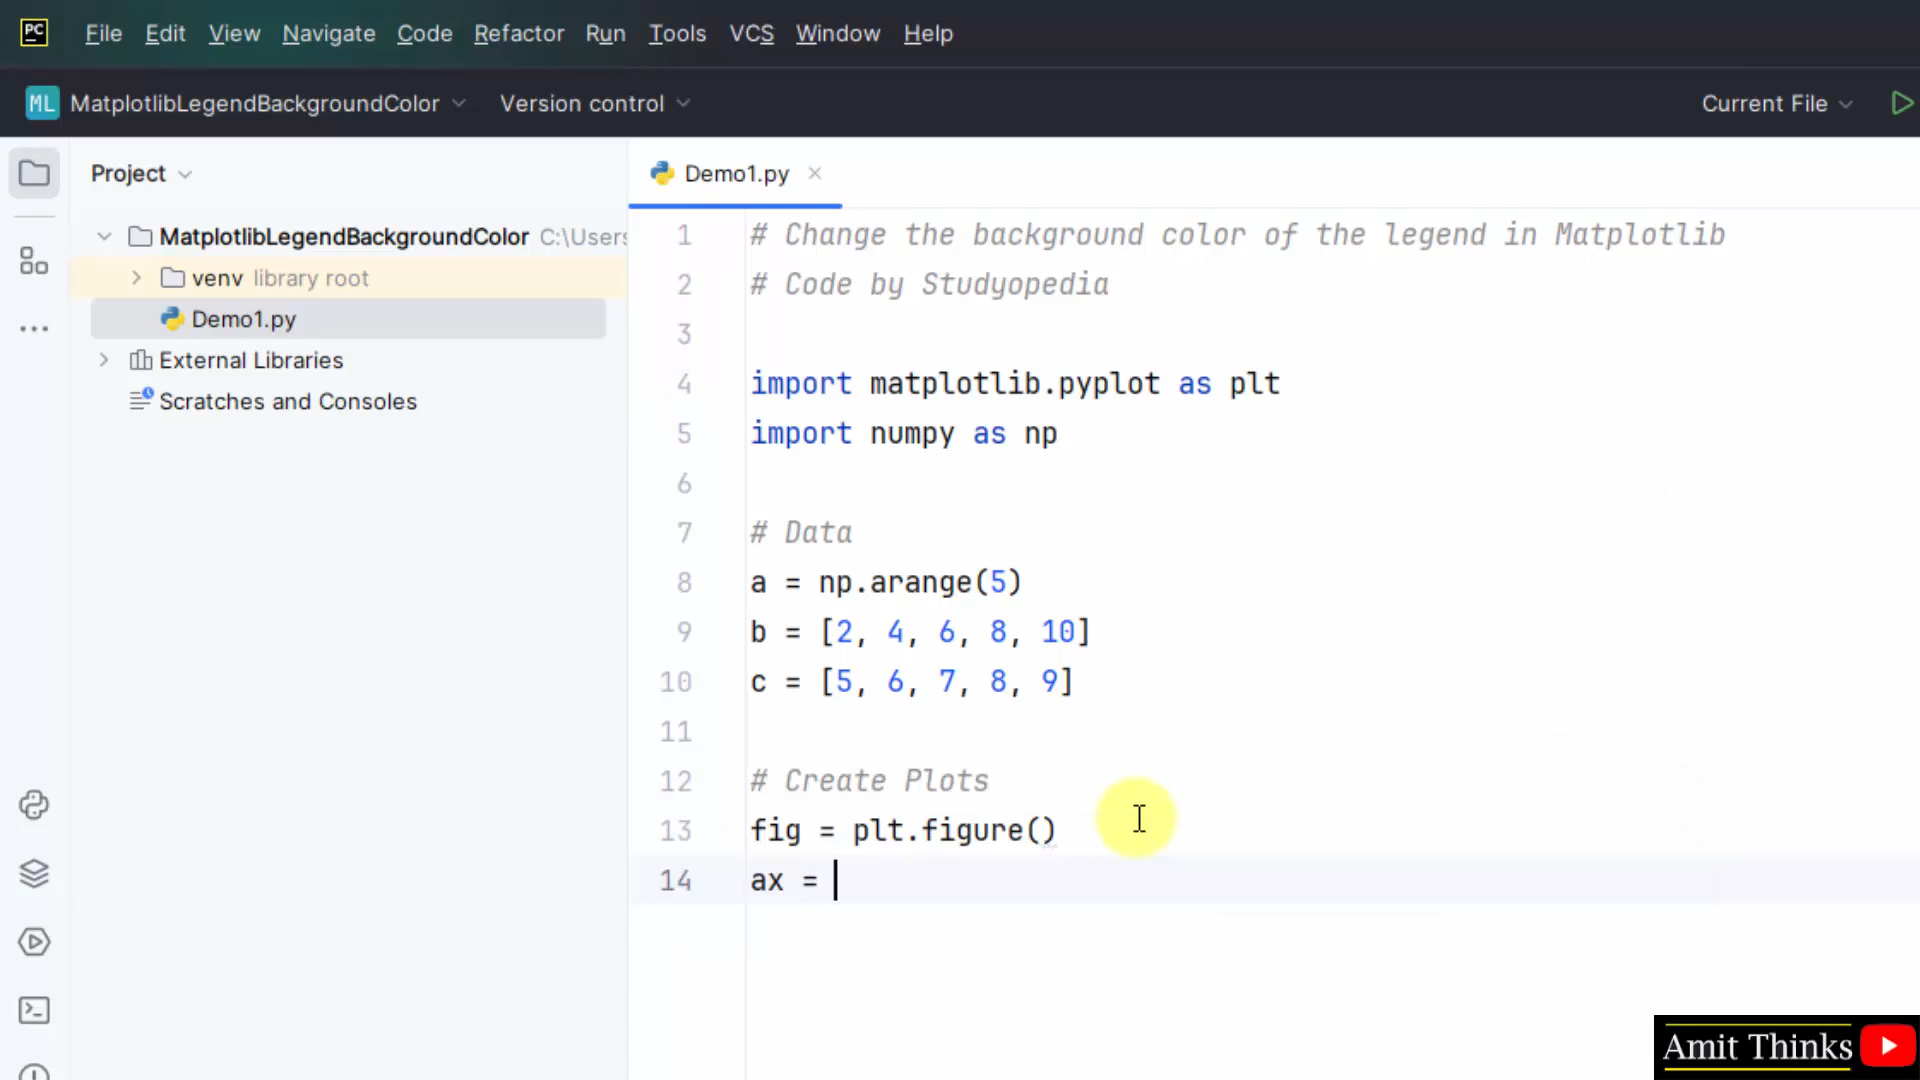 PC File Edit View Navigate Code Refactor Run Tools VCS Window Help
ML MatplotlibLegendBackgroundColor Version control Current File
Project
MatplotlibLegendBackgroundColor C:\Users
venv library root
Demo1.py
External Libraries
Scratches and Consoles
Demo1.py
1 # Change the background color of the legend in Matplotlib
2 # Code by Studyopedia
3
4 import matplotlib.pyplot as plt
5 import numpy as np
6
7 # Data
8 a = np.arange(5)
9 b = [2, 4, 6, 8, 10]
10 c = [5, 6, 7, 8, 9]
11
12 # Create Plots
13 fig = plt.figure()
14 ax =
Amit Thinks